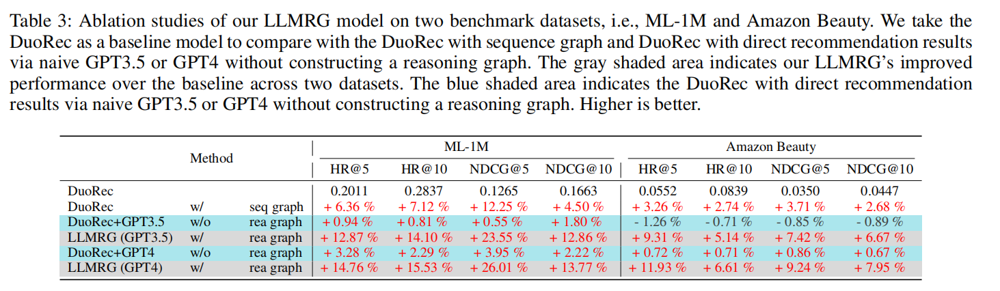 Table 3: Ablation studies of our LLMRG model on two benchmark datasets, i.e., ML-1M and Amazon Beauty. We take the
DuoRec as a baseline model to compare with the DuoRec with sequence graph and DuoRec with direct recommendation results
via naive GPT3.5 or GPT4 without constructing a reasoning graph. The gray shaded area indicates our LLMRG's improved
performance over the baseline across two datasets. The blue shaded area indicates the DuoRec with direct recommendation
results via naive GPT3.5 or GPT4 without constructing a reasoning graph. Higher is better.
Method ML-1M Amazon Beauty
HR@5 HR@10 NDCG@5 NDCG@10 HR@5 HR@10 NDCG@5 NDCG@10
DuoRec 0.2011 0.2837 0.1265 0.1663 0.0552 0.0839 0.0350 0.0447
DuoRec w/ seq graph + 6.36 % + 7.12 % + 12.25 % + 4.50 % + 3.26 % + 2.74 % + 3.71 % + 2.68 %
DuoRec+GPT3.5 w/o rea graph + 0.94 % + 0.81 % + 0.55 % + 1.80 % - 1.26 % - 0.71 % - 0.85 % - 0.89 %
LLMRG (GPT3.5) w/ rea graph + 12.87 % + 14.10 % + 23.55 % + 12.86 % + 9.31 % + 5.14 % + 7.42 % + 6.67 %
DuoRec+GPT4 w/o rea graph + 3.28 % + 2.29 % + 3.95 % + 2.22 % + 0.72 % + 0.71 % + 0.86 % + 0.67 %
LLMRG (GPT4) w/ rea graph + 14.76 % + 15.53 % + 26.01 % + 13.77 % + 11.93 % + 6.61 % + 9.24 % + 7.95 %